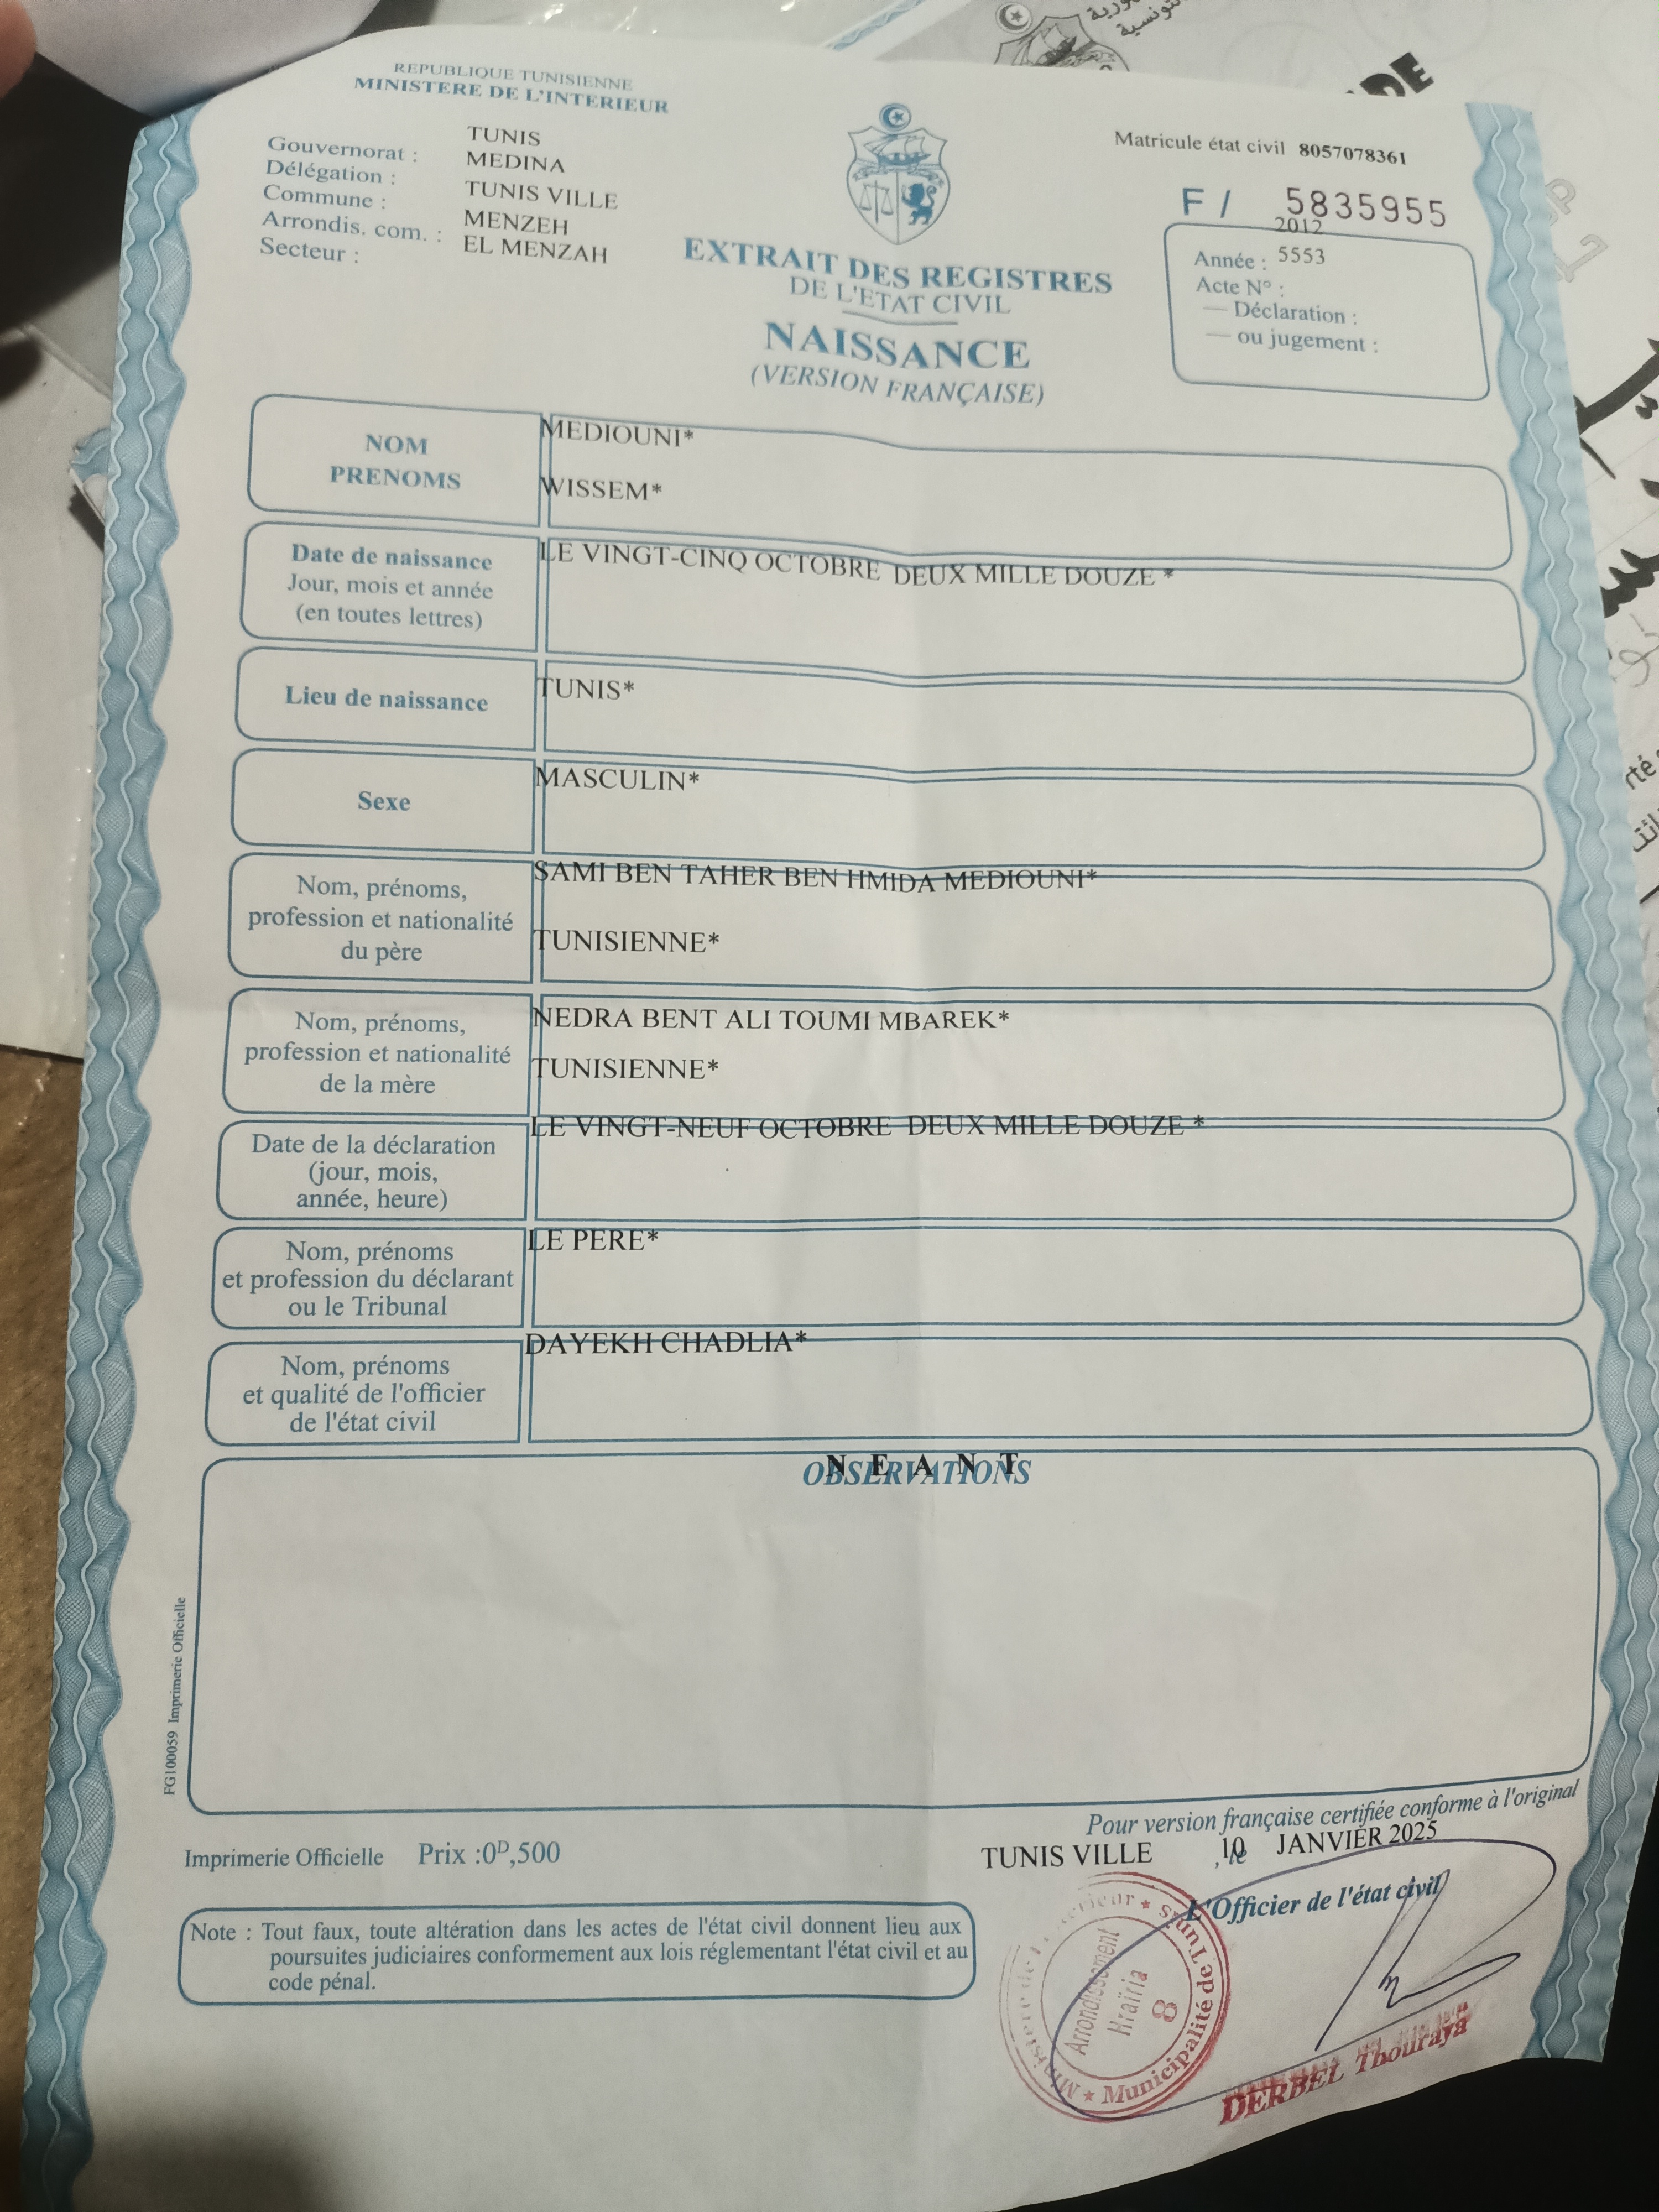 REPUBLIQUE TUNISIENNE
MINISTERE DE L'INTERIEUR
Gouvernorat : TUNIS
Délégation : MEDINA
Commune : TUNIS VILLE
Arrondis. com. : MENZEH
Secteur : EL MENZAH
Matricule état civil 8057078361
F / 5835955
2012
Année : 5553
Acte N° :
— Déclaration :
— ou jugement :
EXTRAIT DES REGISTRES
DE L'ETAT CIVIL
NAISSANCE
(VERSION FRANÇAISE)
NOM
PRENOMS
MEDIOUNI*
WISSEM*
Date de naissance
Jour, mois et année
(en toutes lettres)
LE VINGT-CINQ OCTOBRE DEUX MILLE DOUZE *
Lieu de naissance
TUNIS*
Sexe
MASCULIN*
Nom, prénoms,
profession et nationalité
du père
SAMI BEN TAHER BEN HMIDA MEDIOUNI*
TUNISIENNE*
Nom, prénoms,
profession et nationalité
de la mère
NEDRA BENT ALI TOUMI MBAREK*
TUNISIENNE*
Date de la déclaration
(jour, mois,
année, heure)
LE VINGT-NEUF OCTOBRE DEUX MILLE DOUZE *
Nom, prénoms
et profession du déclarant
ou le Tribunal
LE PERE*
Nom, prénoms
et qualité de l'officier
de l'état civil
DAYEKH CHADLIA*
N E A N T
OBSERVATIONS
FG100059 Imprimerie Officielle
Pour version française certifiée conforme à l'original
TUNIS VILLE , le 10 JANVIER 2025
Imprimerie Officielle Prix :0D,500
L'Officier de l'état civil
Note : Tout faux, toute altération dans les actes de l'état civil donnent lieu aux
poursuites judiciaires conformement aux lois réglementant l'état civil et au
code pénal.
Municipalité de Tunis
Arrondissement
Hraïria
8
DERBEL Thouraya